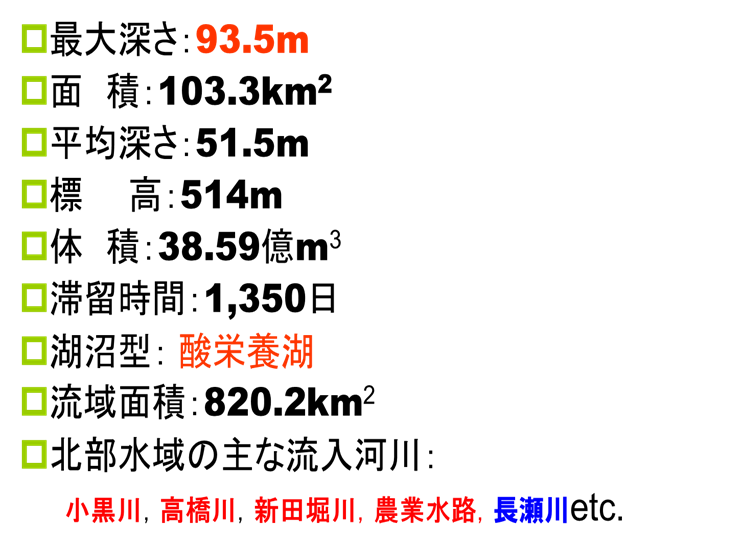 最大深さ：93.5m
面　積：103.3km²
平均深さ：51.5m
標　高：514m
体　積：38.59億m³
滞留時間：1,350日
湖沼型： 酸栄養湖
流域面積：820.2km²
北部水域の主な流入河川：
小黒川，高橋川，新田堀川，農業水路，長瀬川etc.